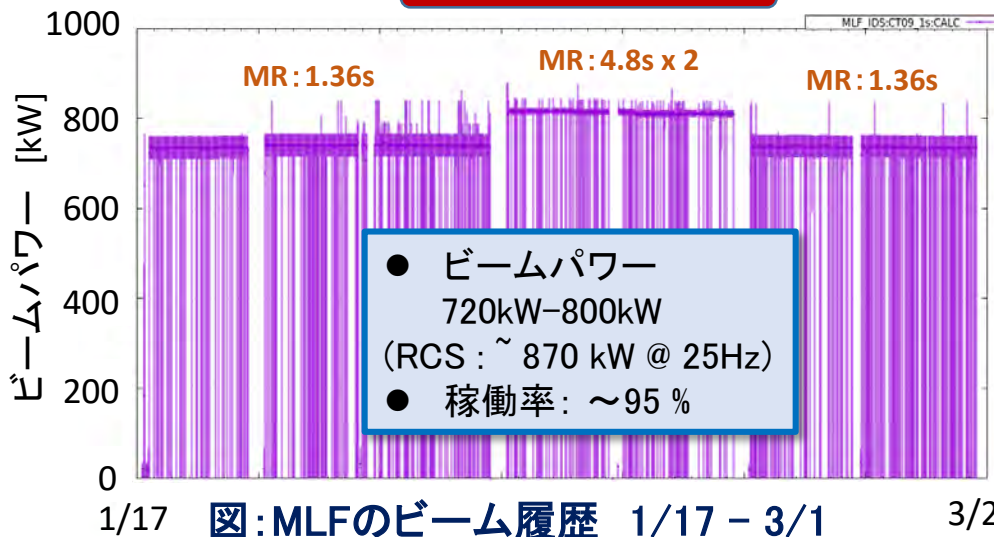 MLF_IDS:CT09_1s:CALC
1000
800
600
400
200
0
ビームパワー [kW]
MR:1.36s
MR:4.8s x 2
MR:1.36s
● ビームパワー
720kW-800kW
(RCS : ~ 870 kW @ 25Hz)
● 稼働率: ～95 %
1/17
3/2
図:MLFのビーム履歴 1/17 - 3/1